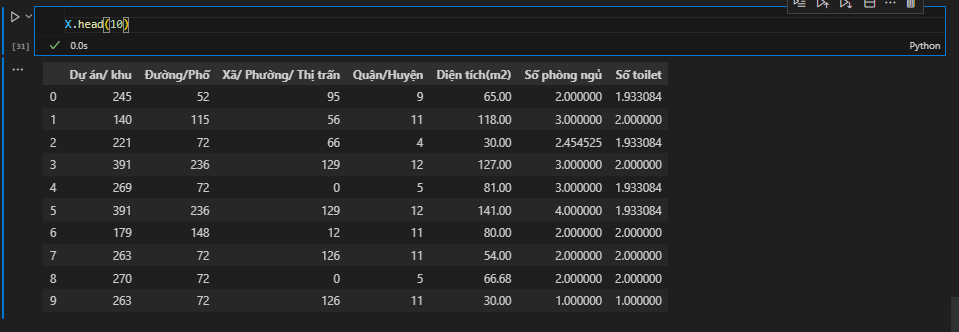 X.head(10)
[31]
0.0s
Python
Dự án/ khu Đường/Phố Xã/ Phường/ Thị trấn Quận/Huyện Diện tích(m2) Số phòng ngủ Số toilet
0 245 52 95 9 65.00 2.000000 1.933084
1 140 115 56 11 118.00 3.000000 2.000000
2 221 72 66 4 30.00 2.454525 1.933084
3 391 236 129 12 127.00 3.000000 2.000000
4 269 72 0 5 81.00 3.000000 1.933084
5 391 236 129 12 141.00 4.000000 1.933084
6 179 148 12 11 80.00 2.000000 2.000000
7 263 72 126 11 54.00 2.000000 2.000000
8 270 72 0 5 66.68 2.000000 2.000000
9 263 72 126 11 30.00 1.000000 1.000000